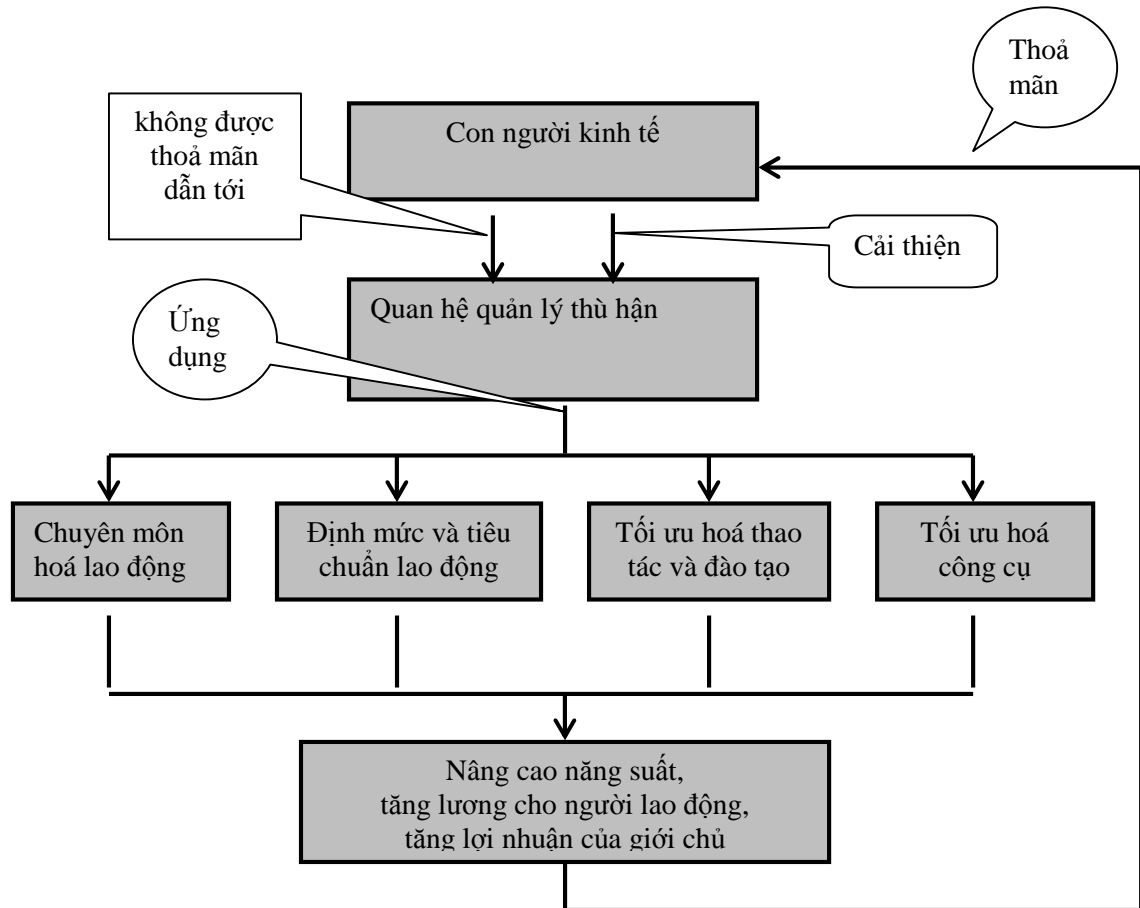 Thoả
mãn
không được
thoả mãn
dẫn tới
Con người kinh tế
Cải thiện
Quan hệ quản lý thù hận
Ứng
dụng
Chuyên môn
hoá lao động
Định mức và tiêu
chuẩn lao động
Tối ưu hoá thao
tác và đào tạo
Tối ưu hoá
công cụ
Nâng cao năng suất,
tăng lương cho người lao động,
tăng lợi nhuận của giới chủ